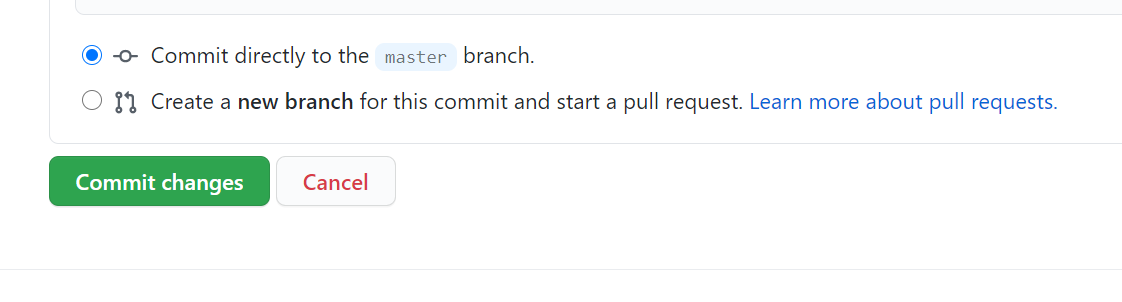 Commit directly to the master branch.
Create a new branch for this commit and start a pull request. Learn more about pull requests.
Commit changes Cancel